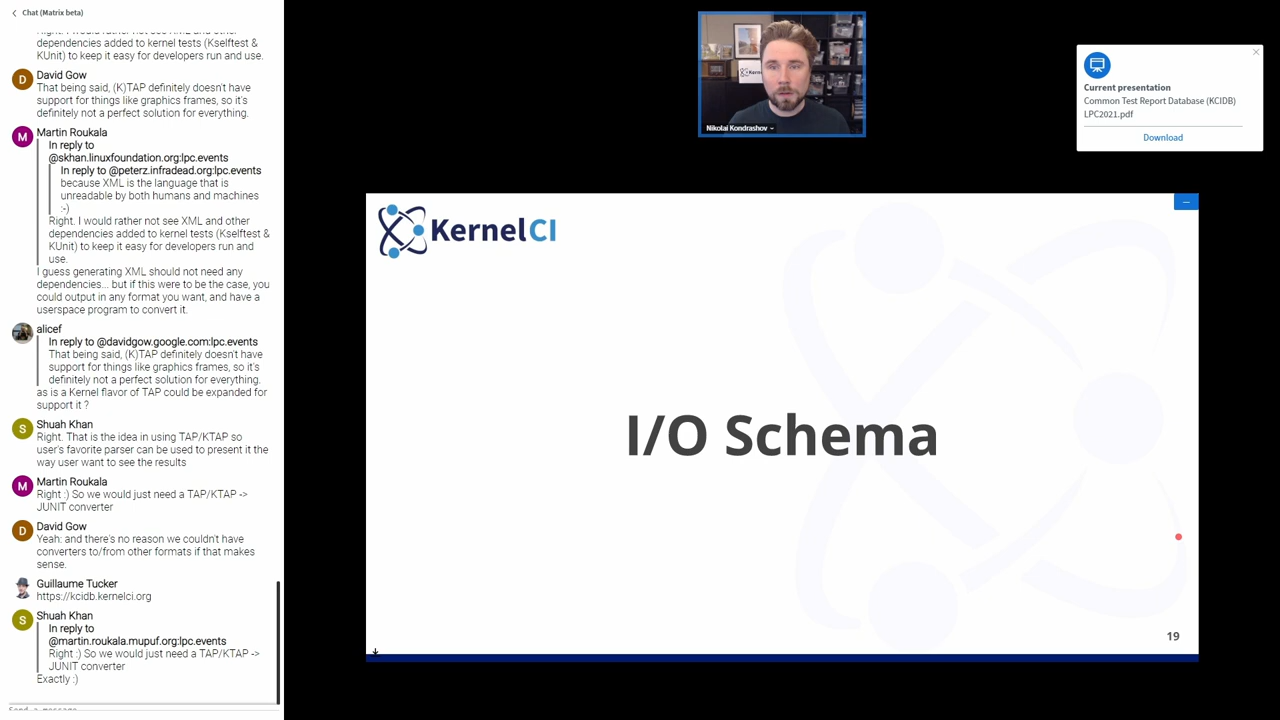 Chat (Matrix beta)
Right. I would rather not see XML and other
dependencies added to kernel tests (Kselftest &
KUnit) to keep it easy for developers run and use.
David Gow
That being said, (K)TAP definitely doesn't have
support for things like graphics frames, so it's
definitely not a perfect solution for everything.
Martin Roukala
In reply to
@skhan.linuxfoundation.org:lpc.events
In reply to @peterz.infradead.org:lpc.events
because XML is the language that is
unreadable by both humans and machines
:-)
Right. I would rather not see XML and other
dependencies added to kernel tests (Kselftest &
KUnit) to keep it easy for developers run and
use.
I guess generating XML should not need any
dependencies... but if this were to be the case, you
could output in any format you want, and have a
userspace program to convert it.
alicef
In reply to @davidgow.google.com:lpc.events
That being said, (K)TAP definitely doesn't have
support for things like graphics frames, so it's
definitely not a perfect solution for everything.
as is a Kernel flavor of TAP could be expanded for
support it ?
Shuah Khan
Right. That is the idea in using TAP/KTAP so
user's favorite parser can be used to present it the
way user want to see the results
Martin Roukala
Right :) So we would just need a TAP/KTAP ->
JUNIT converter
David Gow
Yeah: and there's no reason we couldn't have
converters to/from other formats if that makes
sense.
Guillaume Tucker
https://kcidb.kernelci.org
Shuah Khan
In reply to
@martin.roukala.mupuf.org:lpc.events
Right :) So we would just need a TAP/KTAP ->
JUNIT converter
Exactly :)
Send a message
D
M
S
M
D
S
Nikolai Kondrashov
Current presentation
Common Test Report Database (KCIDB)
LPC2021.pdf
Download
KernelCI
I/O Schema
19